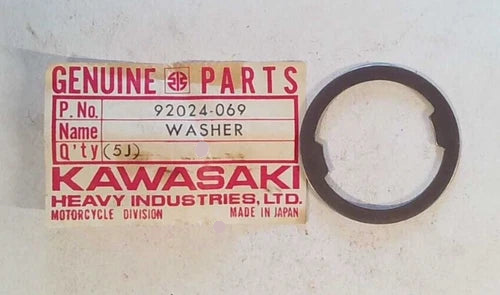 GENUINE PARTS
P. No. 92024-069
Name WASHER
Q'ty (5J)
KAWASAKI
HEAVY INDUSTRIES, LTD.
MOTORCYCLE DIVISION MADE IN JAPAN